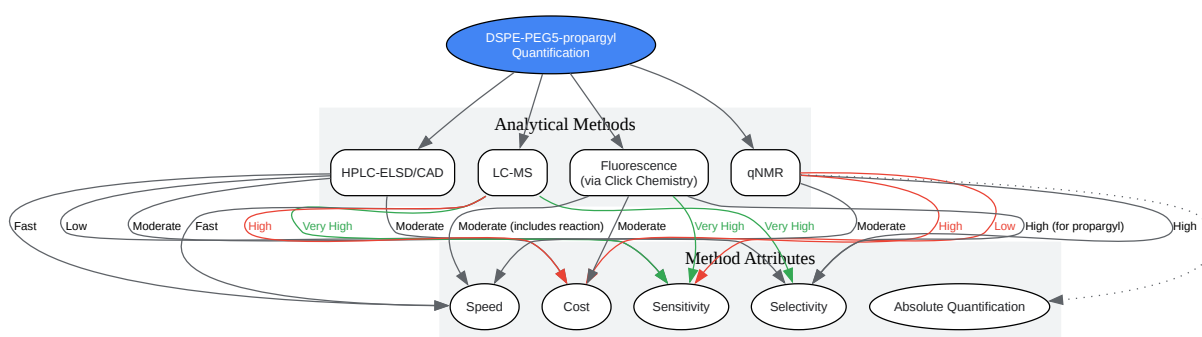 DSPE-PEG5-propargyl
Quantification
Analytical Methods
HPLC-ELSD/CAD
LC-MS
Fluorescence
(via Click Chemistry)
qNMR
Fast
Low
Moderate
Fast
High
Very High
Moderate
Moderate (includes reaction)
Moderate
Very High
Very High
Moderate
High
Low
High (for propargyl)
High
Method Attributes
Speed
Cost
Sensitivity
Selectivity
Absolute Quantification